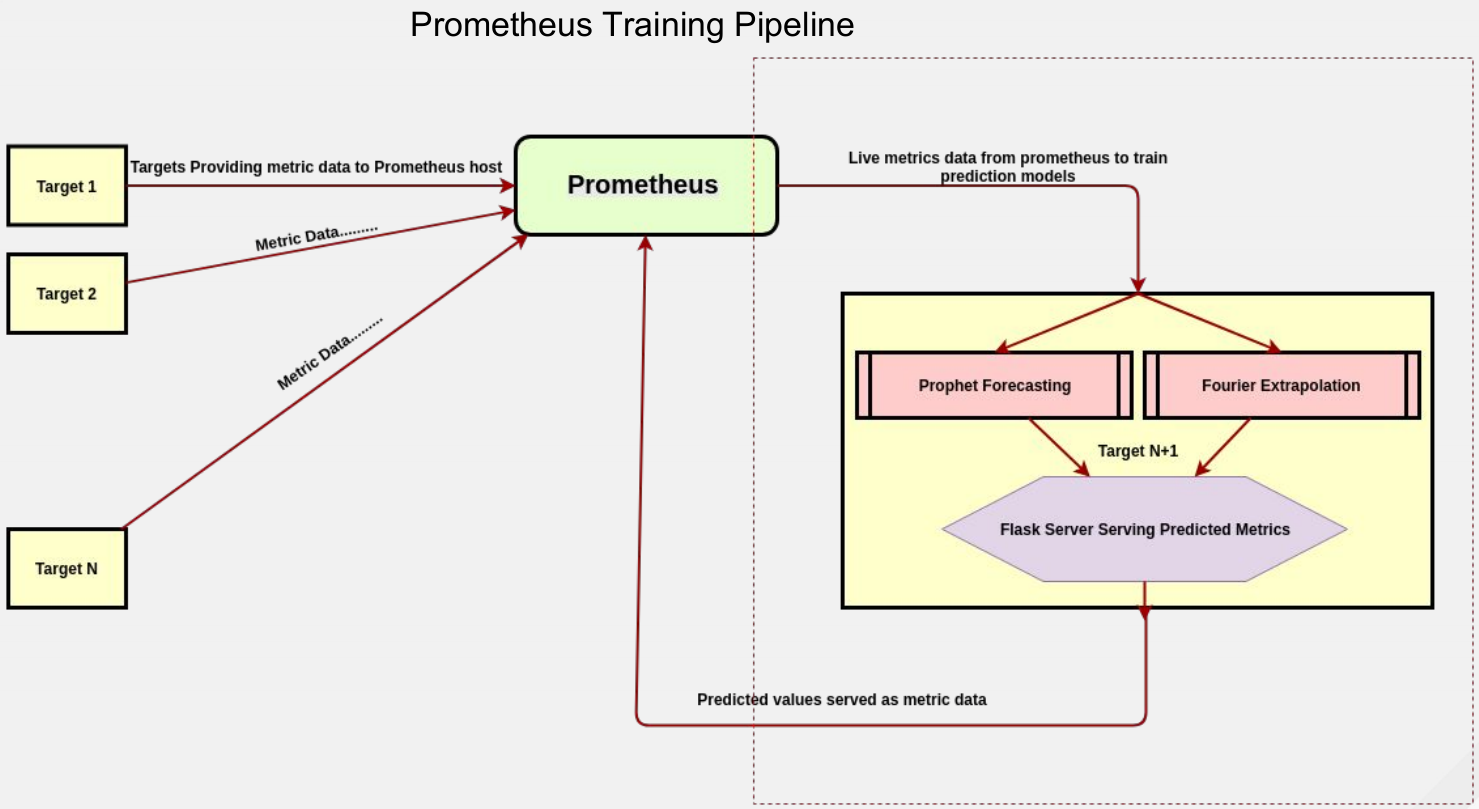 Prometheus Training Pipeline
Target 1
Targets Providing metric data to Prometheus host
Prometheus
Live metrics data from prometheus to train
prediction models
Target 2
Metric Data.........
Metric Data.........
Target N
Prophet Forecasting
Fourier Extrapolation
Target N+1
Flask Server Serving Predicted Metrics
Predicted values served as metric data